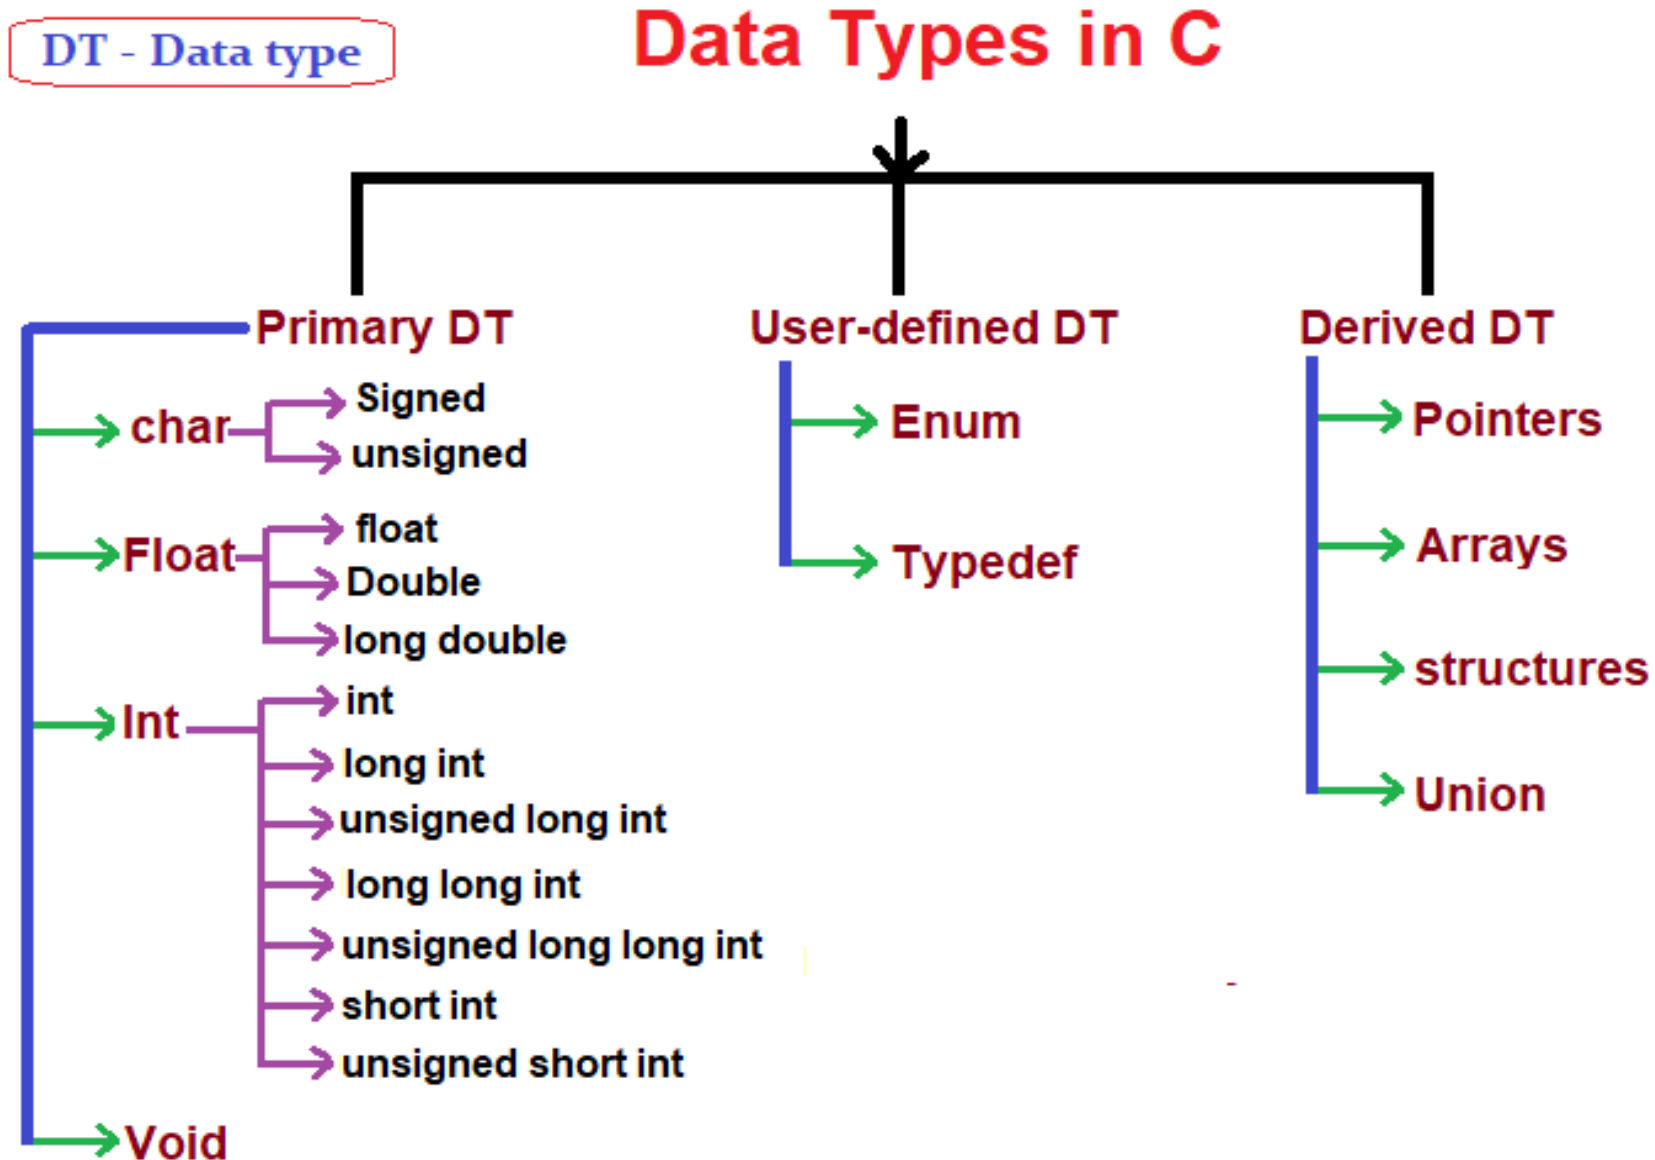 DT - Data type
Data Types in C
Primary DT
char
Signed
unsigned
Float
float
Double
long double
Int
int
long int
unsigned long int
long long int
unsigned long long int
short int
unsigned short int
Void
User-defined DT
Enum
Typedef
Derived DT
Pointers
Arrays
structures
Union